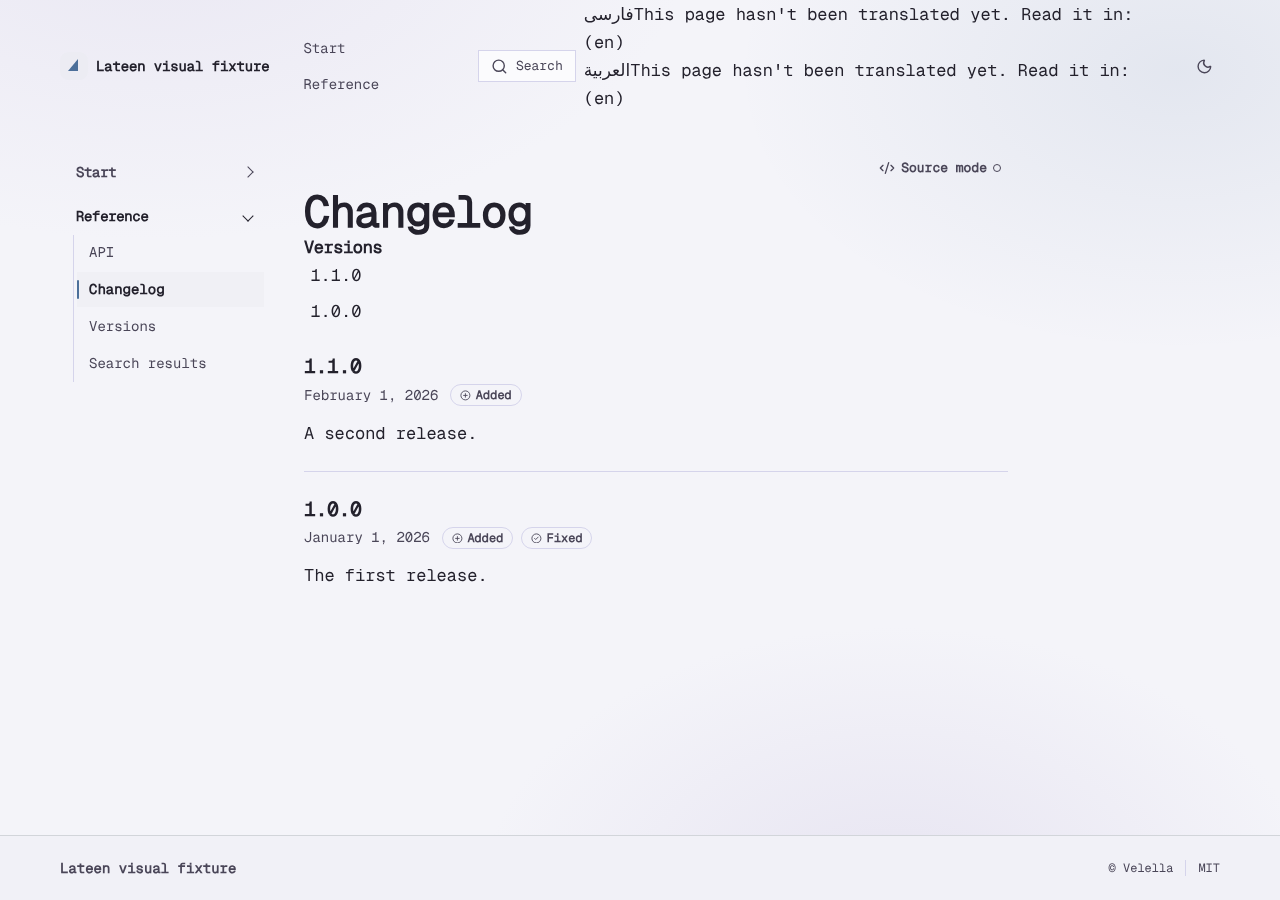 Lateen visual fixture
Start
Reference
Search
فارسیThis page hasn't been translated yet. Read it in:
(en)
العربيةThis page hasn't been translated yet. Read it in:
(en)
Start
Reference
API
Changelog
Versions
Search results
Source mode
Changelog
Versions
1.1.0
1.0.0
1.1.0
February 1, 2026 Added
A second release.
1.0.0
January 1, 2026 Added Fixed
The first release.
Lateen visual fixture
© Velella MIT